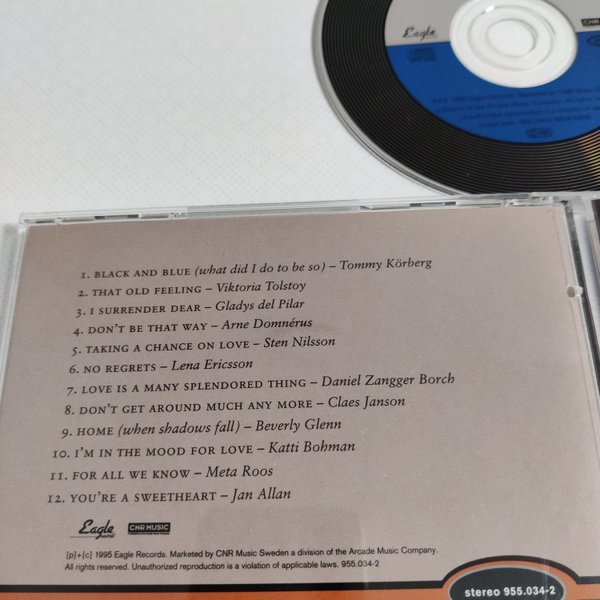 Eagle
CNR
1. BLACK AND BLUE (what did I do to be so) – Tommy Körberg
2. THAT OLD FEELING – Viktoria Tolstoy
3. I SURRENDER DEAR – Gladys del Pilar
4. DON'T BE THAT WAY – Arne Domnérus
5. TAKING A CHANCE ON LOVE – Sten Nilsson
6. NO REGRETS – Lena Ericsson
7. LOVE IS A MANY SPLENDORED THING – Daniel Zangger Borch
8. DON'T GET AROUND MUCH ANY MORE – Claes Janson
9. HOME (when shadows fall) – Beverly Glenn
10. I'M IN THE MOOD FOR LOVE – Katti Bohman
11. FOR ALL WE KNOW – Meta Roos
12. YOU'RE A SWEETHEART – Jan Allan
Eagle
CNR MUSIC
[p]+[c] 1995 Eagle Records. Marketed by CNR Music Sweden a division of the Arcade Music Company.
All rights reserved. Unauthorized reproduction is a violation of applicable laws. 955.034-2
stereo 955.034-2